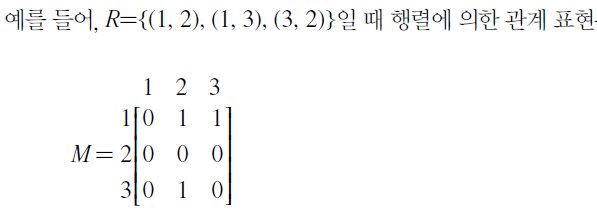 예를 들어, R={(1, 2), (1, 3), (3, 2)}일 때 행렬에 의한 관계 표현
1 2 3
1[0 1 1]
M= 2|0 0 0|
3[0 1 0]